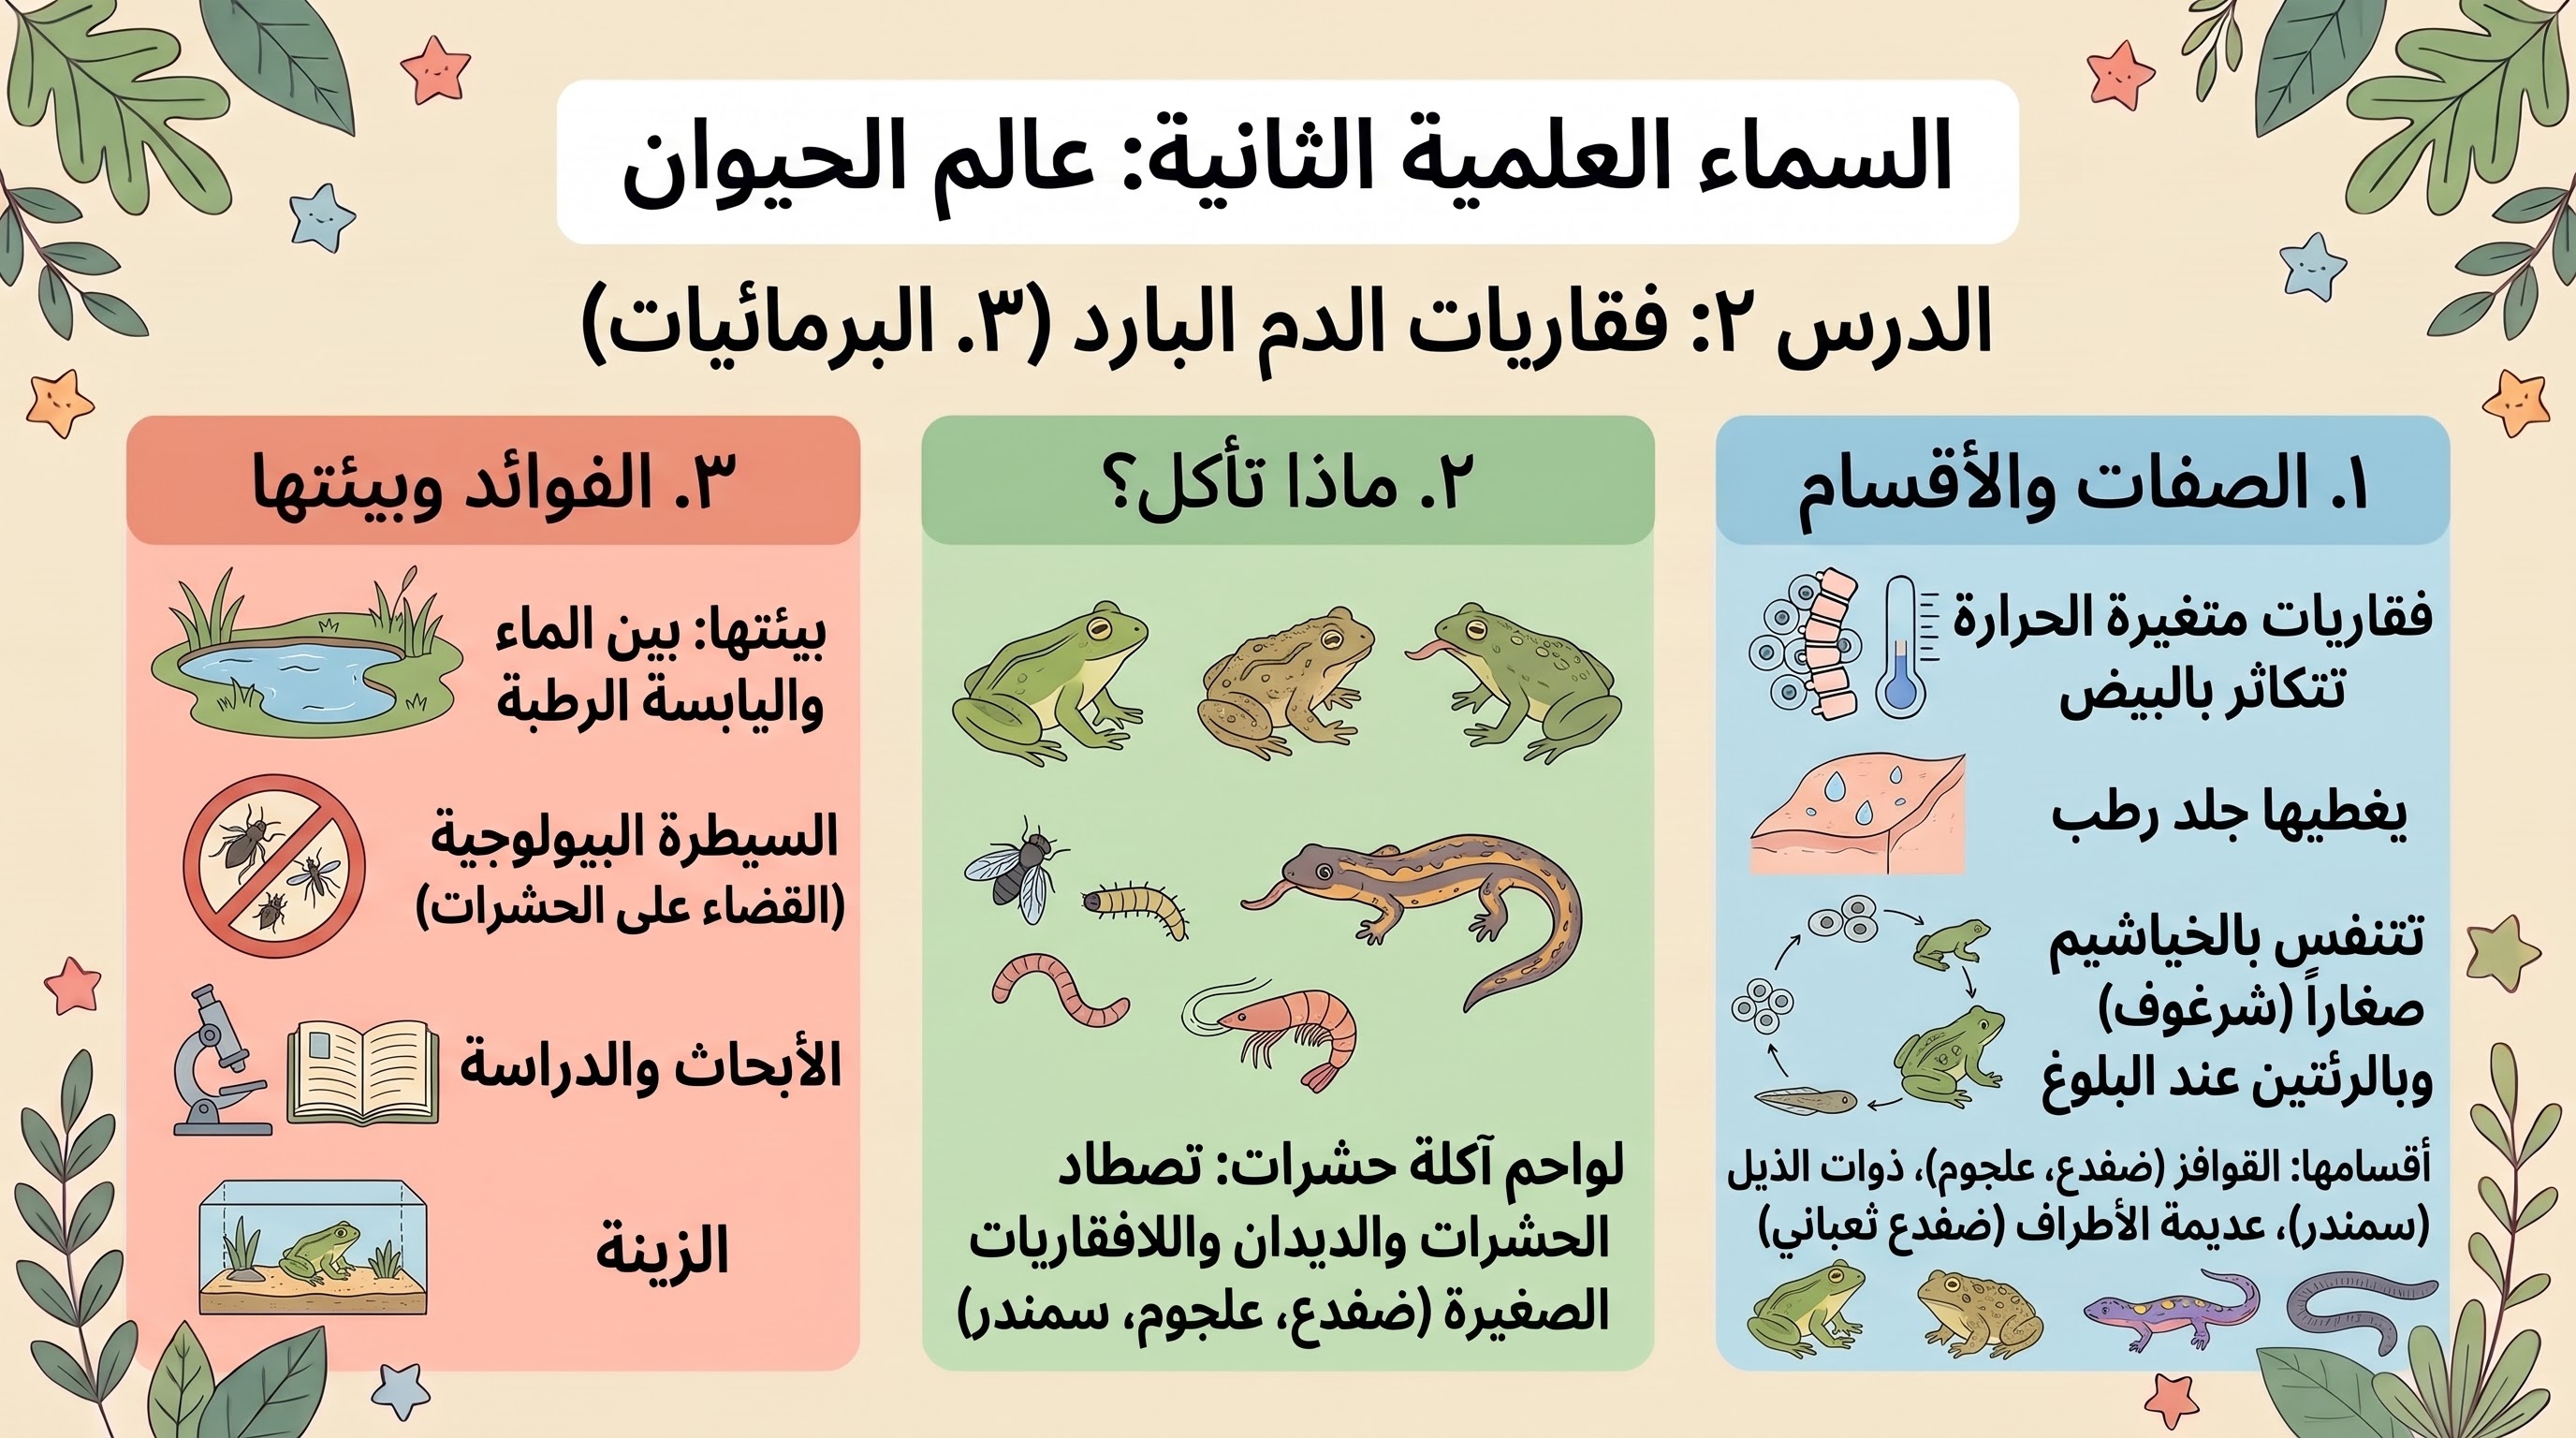 السماء العلمية الثانية: عالم الحيوان
الدرس ٢: فقاريات الدم البارد (٣. البرمائيات)
١. الصفات والأقسام
فقاريات متغيرة الحرارة
تتكاثر بالبيض
يغطيها جلد رطب
تتنفس بالخياشيم
صغاراً (شرغوف)
وبالرئتين عند البلوغ
أقسامها: القوافز (ضفدع، علجوم)، ذوات الذيل
(سمندر)، عديمة الأطراف (ضفدع ثعباني)
٢. ماذا تأكل؟
لواحم آكلة حشرات: تصطاد
الحشرات والديدان واللافقاريات
الصغيرة (ضفدع، علجوم، سمندر)
٣. الفوائد وبيئتها
بيئتها: بين الماء
واليابسة الرطبة
السيطرة البيولوجية
(القضاء على الحشرات)
الأبحاث والدراسة
الزينة